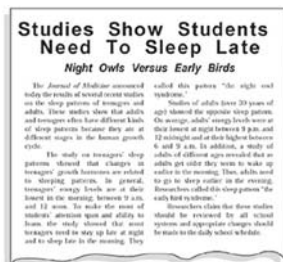 Studies Show Students
Need To Sleep Late
Night Owls Versus Early Birds
The Journal of Medicine announced
today the results of several recent studies
on the sleep patterns of teenagers and
adults. These studies show that adults
and teenagers often have different kinds
of sleep patterns because they are at
different stages in the human growth
cycle.
The study on teenagers' sleep
patterns showed that changes in
teenagers' growth hormones are related
to sleeping patterns. In general,
teenagers' energy levels are at their
lowest in the morning, between 9 a.m.
and 12 noon. To make the most of
students' attention span and ability to
learn, the study showed that most
teenagers need to stay up late at night
and to sleep late in the morning. They
called this pattern "the night owl
syndrome."
Studies of adults (over 30 years of
age) showed the opposite sleep pattern.
On average, adults' energy levels were at
their lowest at night between 9 p.m. and
12 midnight and at their highest between
6 and 9 a.m. In addition, a study of
adults of different ages revealed that as
adults get older they seem to wake up
earlier in the morning. Thus, adults need
to go to sleep earlier in the evening.
Researchers called this sleep pattern "the
early bird syndrome."
Researchers claim that these studies
should be reviewed by all school
systems and appropriate changes should
be made to the daily school schedule.